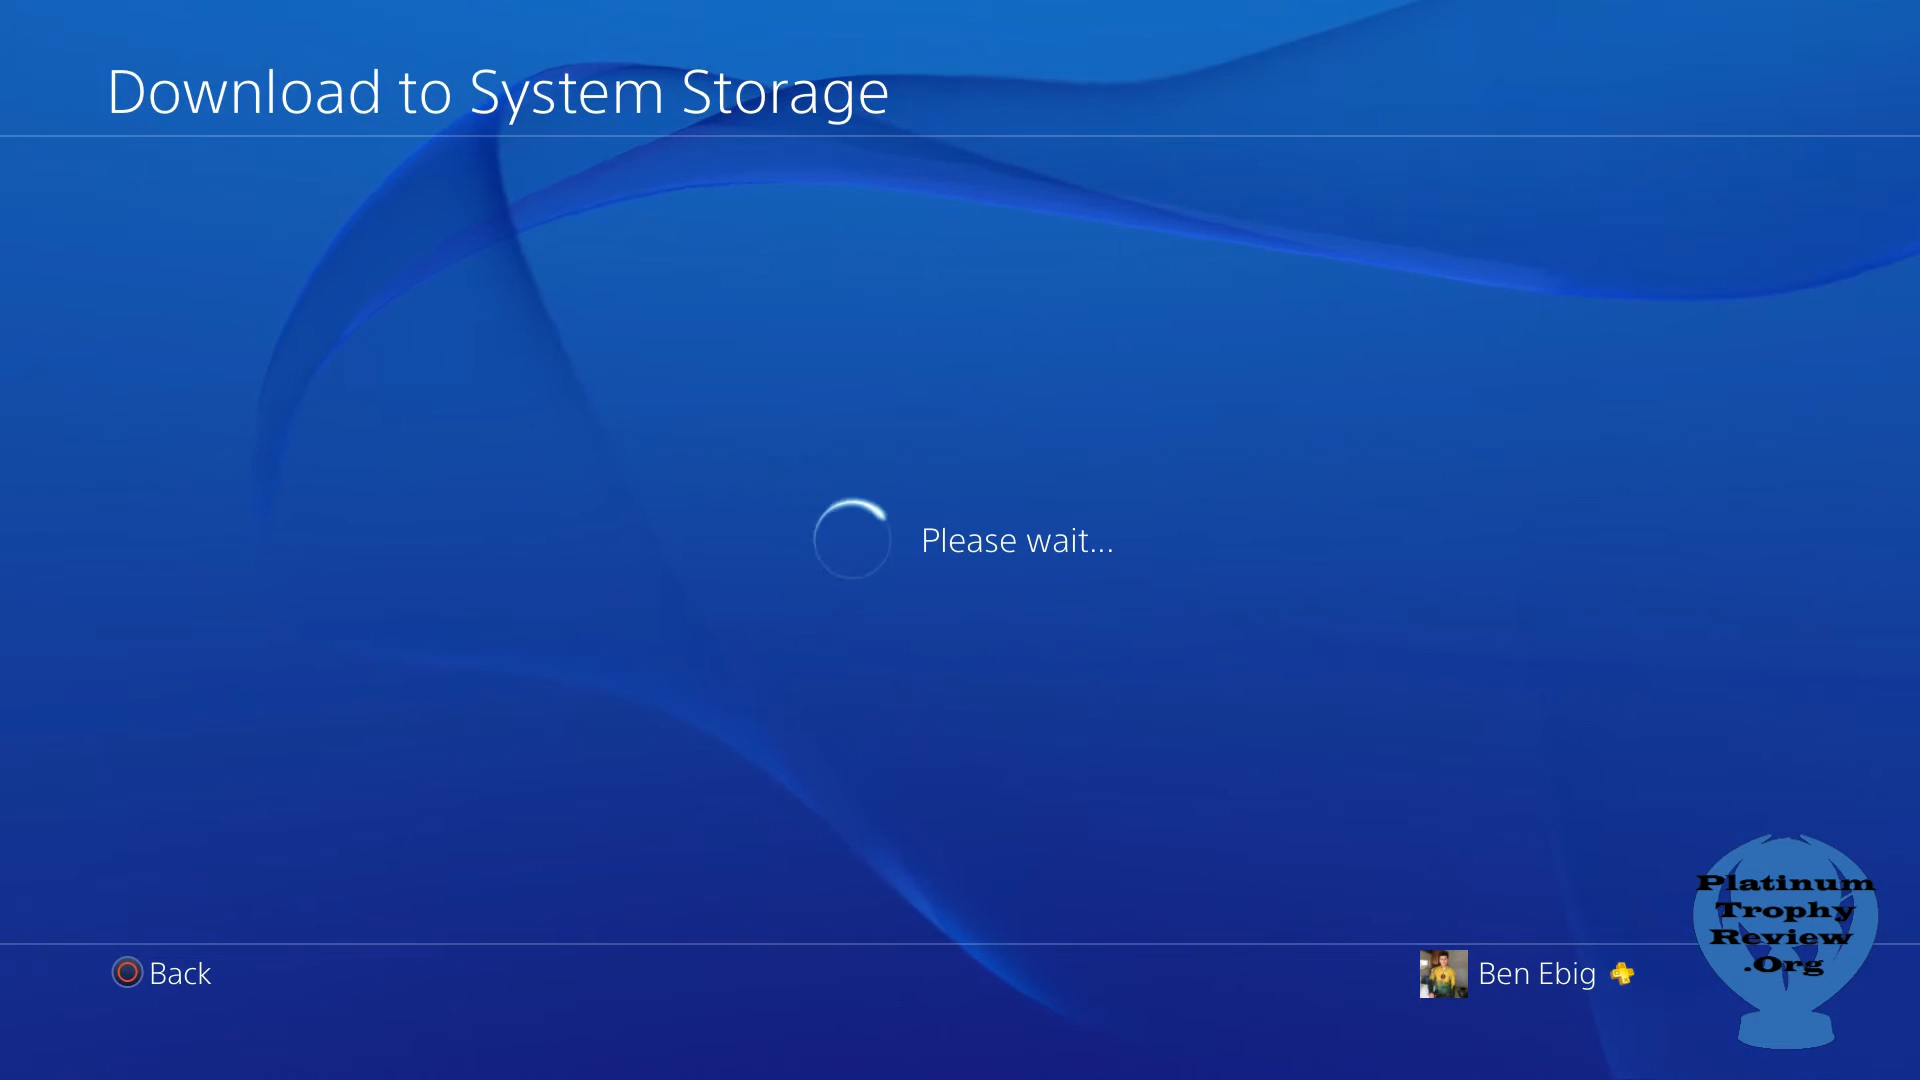 Download to System Storage
Please wait...
Back
Ben Ebig
Platinum
Trophy
Review
.Org